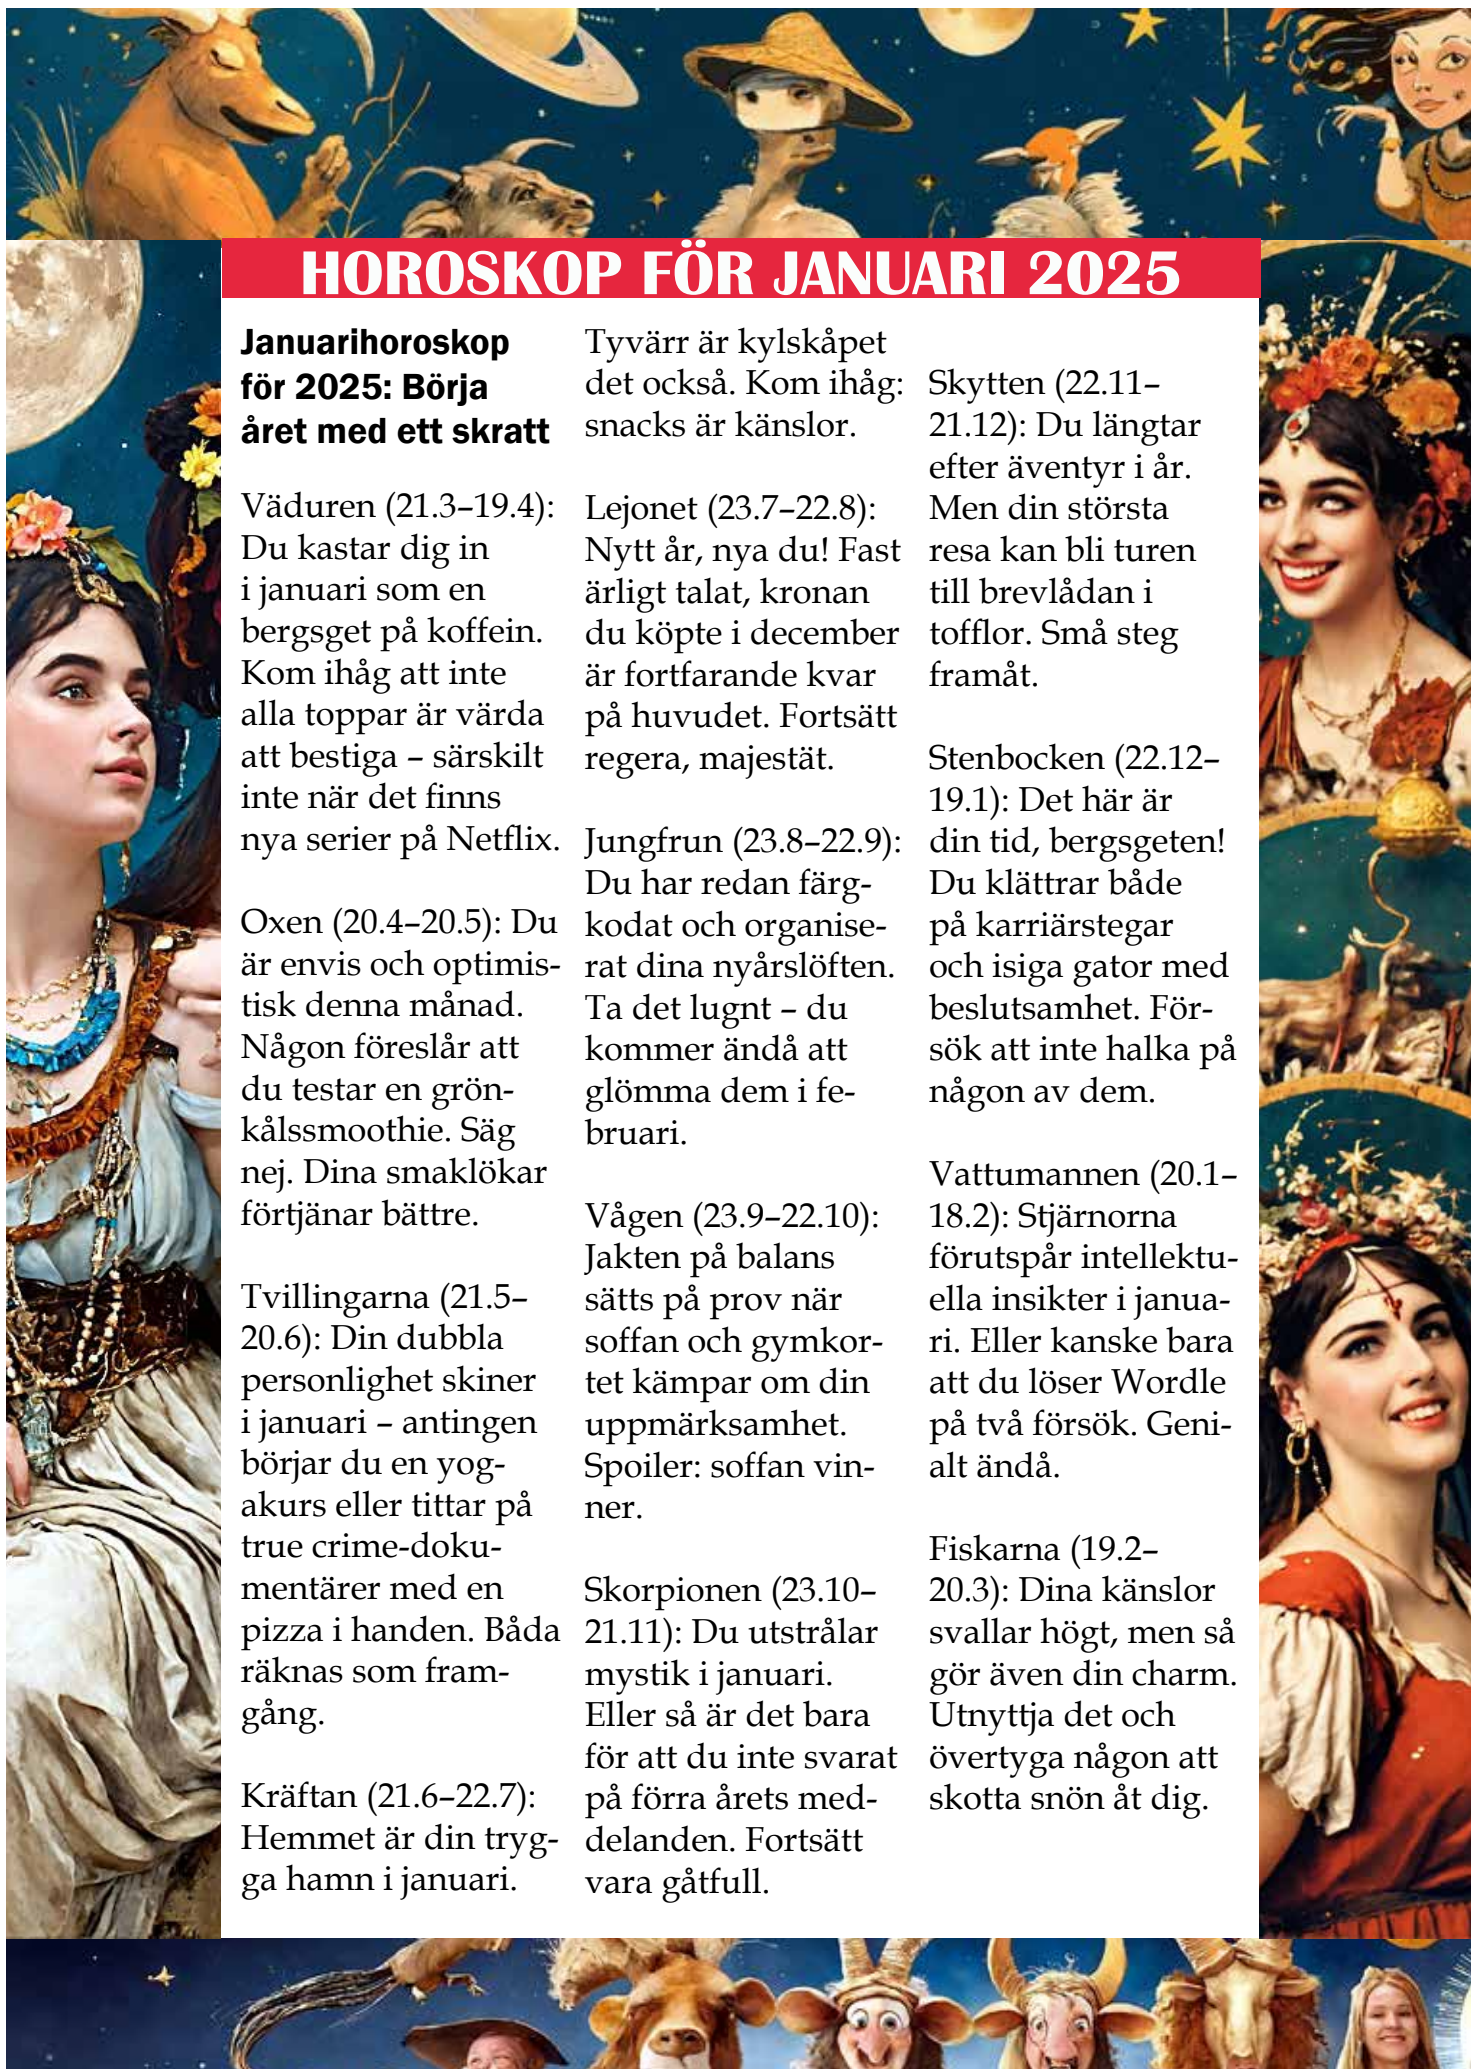 HOROSKOP FÖR JANUARI 2025
Januarihoroskop
för 2025: Börja
året med ett skratt
Väduren (21.3–19.4):
Du kastar dig in
i januari som en
bergsget på koffein.
Kom ihåg att inte
alla toppar är värda
att bestiga – särskilt
inte när det finns
nya serier på Netflix.
Oxen (20.4–20.5): Du
är envis och optimis-
tisk denna månad.
Någon föreslår att
du testar en grön-
kålssmoothie. Säg
nej. Dina smaklökar
förtjänar bättre.
Tvillingarna (21.5–
20.6): Din dubbla
personlighet skiner
i januari – antingen
börjar du en yog-
akurs eller tittar på
true crime-doku-
mentärer med en
pizza i handen. Båda
räknas som fram-
gång.
Kräftan (21.6–22.7):
Hemmet är din tryg-
ga hamn i januari.
Tyvärr är kylskåpet
det också. Kom ihåg:
snacks är känslor.
Lejonet (23.7–22.8):
Nytt år, nya du! Fast
ärligt talat, kronan
du köpte i december
är fortfarande kvar
på huvudet. Fortsätt
regera, majestät.
Jungfrun (23.8–22.9):
Du har redan färg-
kodat och organise-
rat dina nyårslöften.
Ta det lugnt – du
kommer ändå att
glömma dem i fe-
bruari.
Vågen (23.9–22.10):
Jakten på balans
sätts på prov när
soffan och gymkor-
tet kämpar om din
uppmärksamhet.
Spoiler: soffan vin-
ner.
Skorpionen (23.10–
21.11): Du utstrålar
mystik i januari.
Eller så är det bara
för att du inte svarat
på förra årets med-
delanden. Fortsätt
vara gåtfull.
Skytten (22.11–
21.12): Du längtar
efter äventyr i år.
Men din största
resa kan bli turen
till brevlådan i
tofflor. Små steg
framåt.
Stenbocken (22.12–
19.1): Det här är
din tid, bergsgeten!
Du klättrar både
på karriärstegar
och isiga gator med
beslutsamhet. För-
sök att inte halka på
någon av dem.
Vattumannen (20.1–
18.2): Stjärnorna
förutspår intellektu-
ella insikter i janua-
ri. Eller kanske bara
att du löser Wordle
på två försök. Geni-
alt ändå.
Fiskarna (19.2–
20.3): Dina känslor
svallar högt, men så
gör även din charm.
Utnyttja det och
övertyga någon att
skotta snön åt dig.